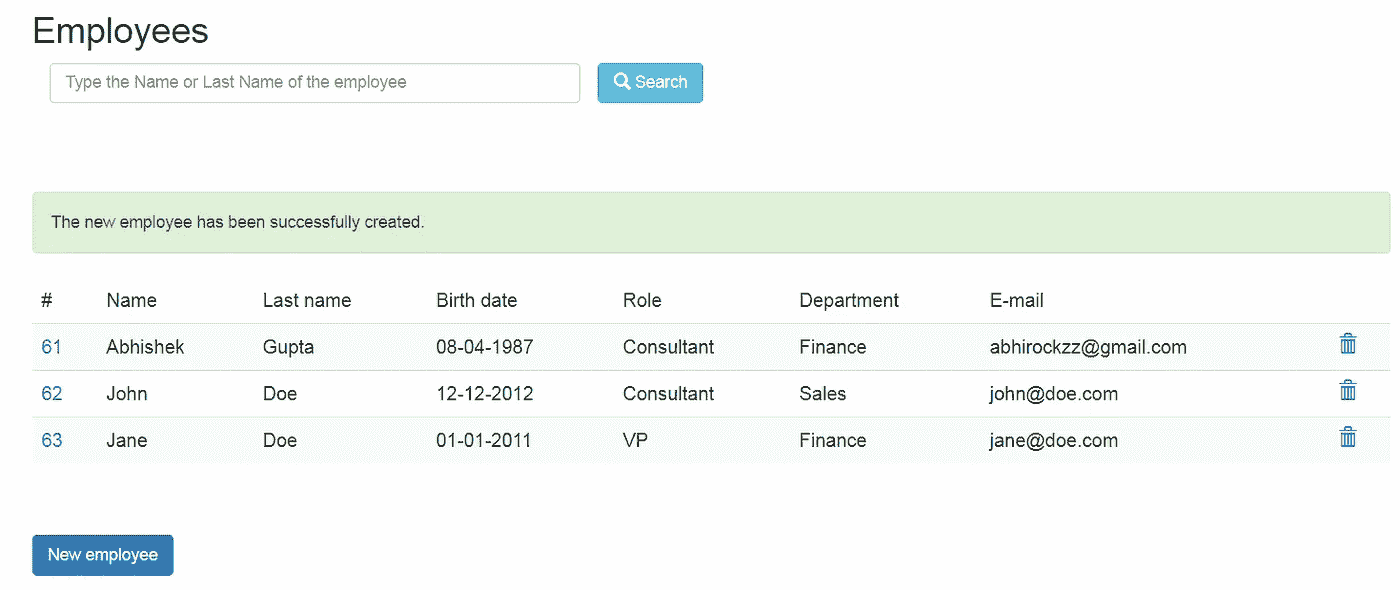 Employees
Type the Name or Last Name of the employee Search
The new employee has been successfully created.
# Name Last name Birth date Role Department E-mail
61 Abhishek Gupta 08-04-1987 Consultant Finance abhirockzz@gmail.com
62 John Doe 12-12-2012 Consultant Sales john@doe.com
63 Jane Doe 01-01-2011 VP Finance jane@doe.com
New employee